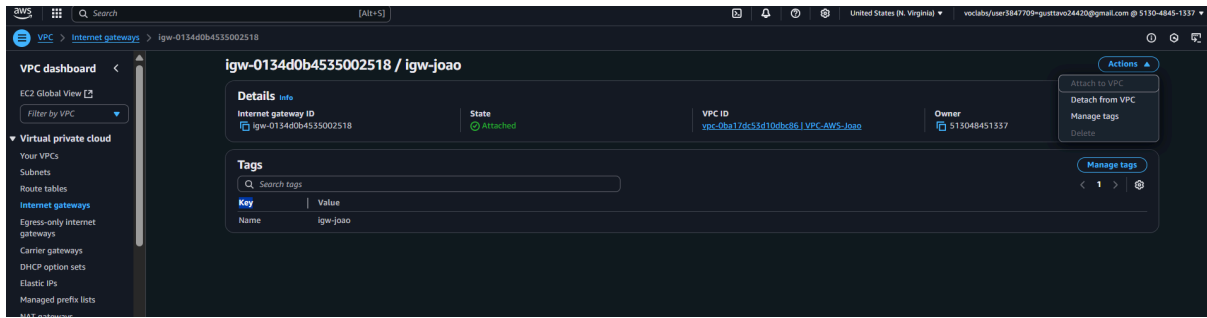 aws Search [Alt+S] United States (N. Virginia) ▼ voclabs/user3847709=gusttavo24420@gmail.com @ 5130-4845-1337 ▼
VPC > Internet gateways > igw-0134d0b4535002518
VPC dashboard <
EC2 Global View
Filter by VPC ▼
▼ Virtual private cloud
Your VPCs
Subnets
Route tables
Internet gateways
Egress-only internet
gateways
Carrier gateways
DHCP option sets
Elastic IPs
Managed prefix lists
NAT gateways
igw-0134d0b4535002518 / igw-joao
Actions ▲
Attach to VPC
Detach from VPC
Manage tags
Delete
Details Info
Internet gateway ID
igw-0134d0b4535002518
State
Attached
VPC ID
vpc-0ba17dc53d10dbc86 | VPC-AWS-Joao
Owner
513048451337
Tags
Manage tags
Search tags
< 1 >
Key Value
Name igw-joao